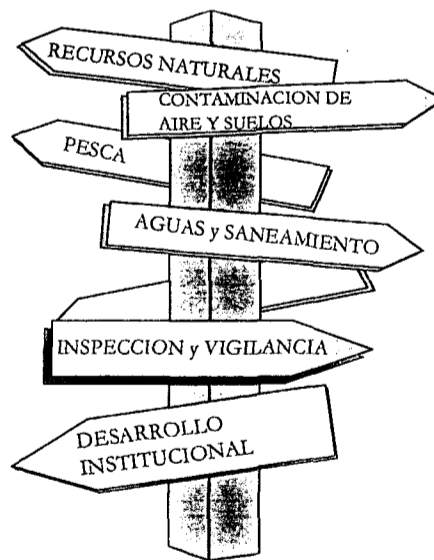 RECURSOS NATURALES
CONTAMINACION DE
AIRE Y SUELOS
PESCA
AGUAS y SANEAMIENTO
INSPECCION y VIGILANCIA
DESARROLLO
INSTITUCIONAL